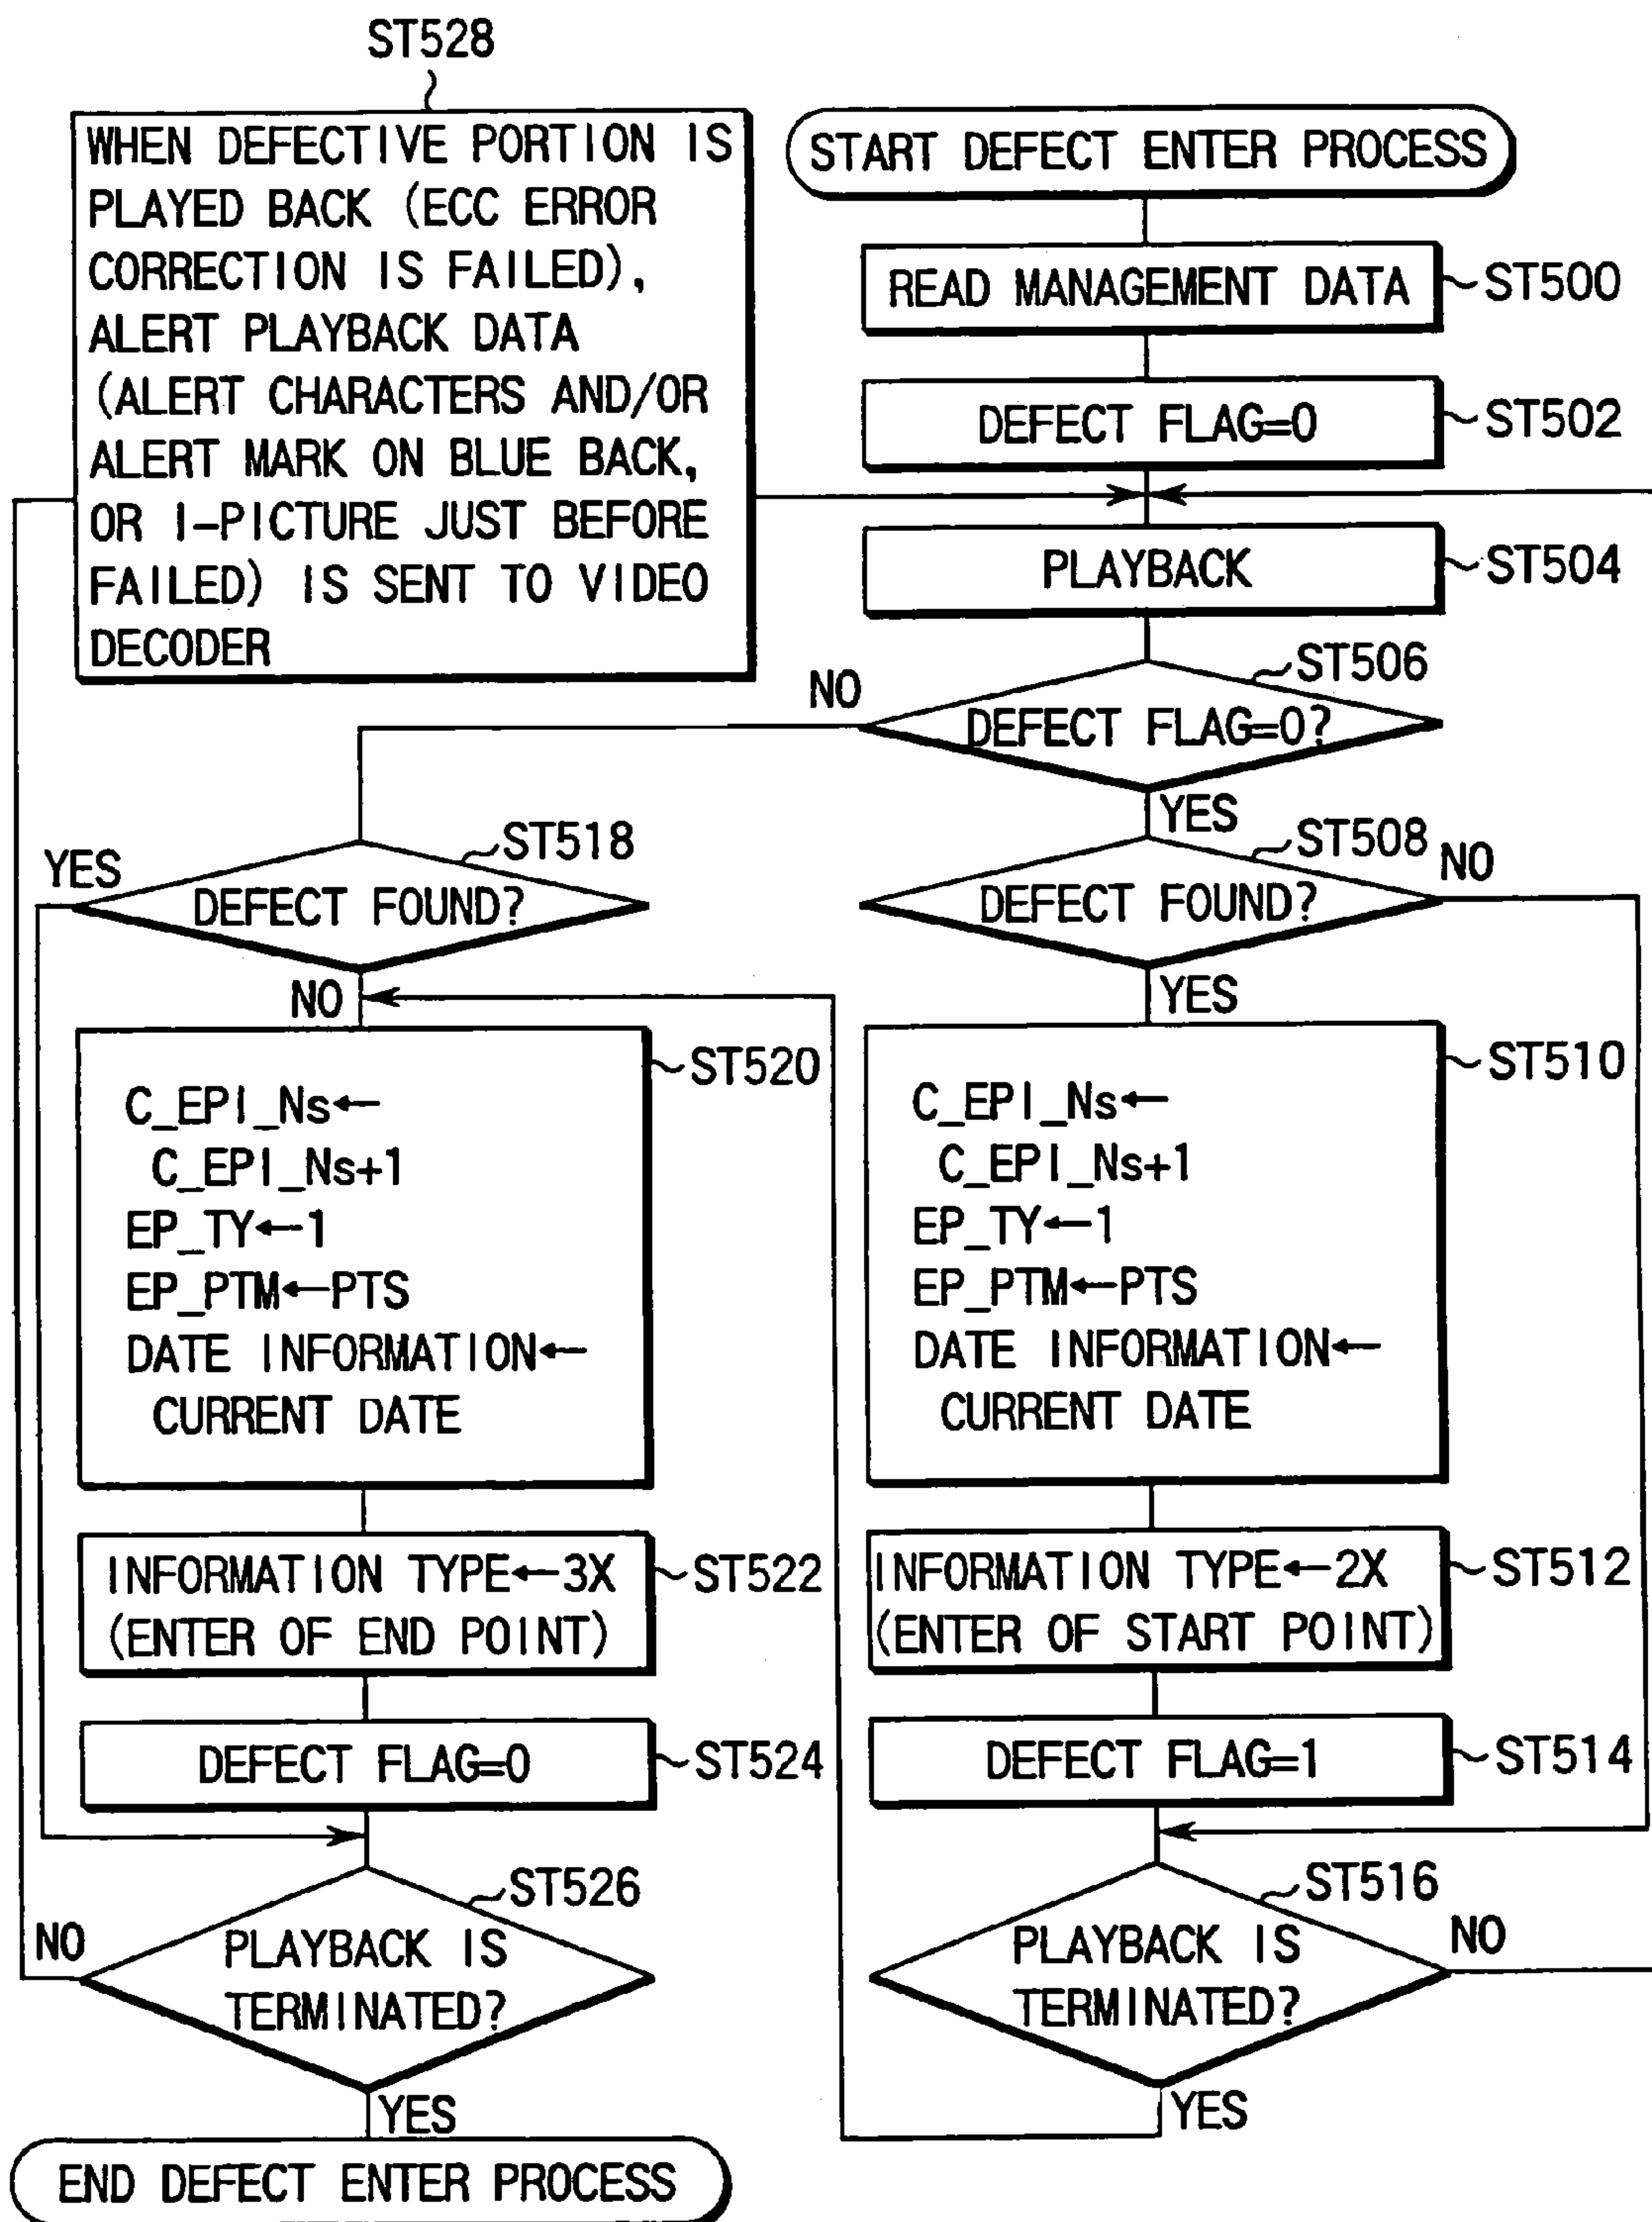 ST528
WHEN DEFECTIVE PORTION IS
PLAYED BACK (ECC ERROR
CORRECTION IS FAILED),
ALERT PLAYBACK DATA
(ALERT CHARACTERS AND/OR
ALERT MARK ON BLUE BACK,
OR I-PICTURE JUST BEFORE
FAILED) IS SENT TO VIDEO
DECODER
START DEFECT ENTER PROCESS
READ MANAGEMENT DATA
ST500
DEFECT FLAG=0
ST502
PLAYBACK
ST504
ST506
DEFECT FLAG=0?
NO
YES
ST518
DEFECT FOUND?
YES
NO
ST508
DEFECT FOUND?
NO
YES
ST520
C_EPI_Ns←
C_EPI_Ns+1
EP_TY←1
EP_PTM←PTS
DATE INFORMATION←
CURRENT DATE
ST510
C_EPI_Ns←
C_EPI_Ns+1
EP_TY←1
EP_PTM←PTS
DATE INFORMATION←
CURRENT DATE
INFORMATION TYPE←3X
(ENTER OF END POINT)
ST522
INFORMATION TYPE←2X
(ENTER OF START POINT)
ST512
DEFECT FLAG=0
ST524
DEFECT FLAG=1
ST514
ST526
NO
PLAYBACK IS
TERMINATED?
YES
ST516
PLAYBACK IS
TERMINATED?
NO
YES
END DEFECT ENTER PROCESS